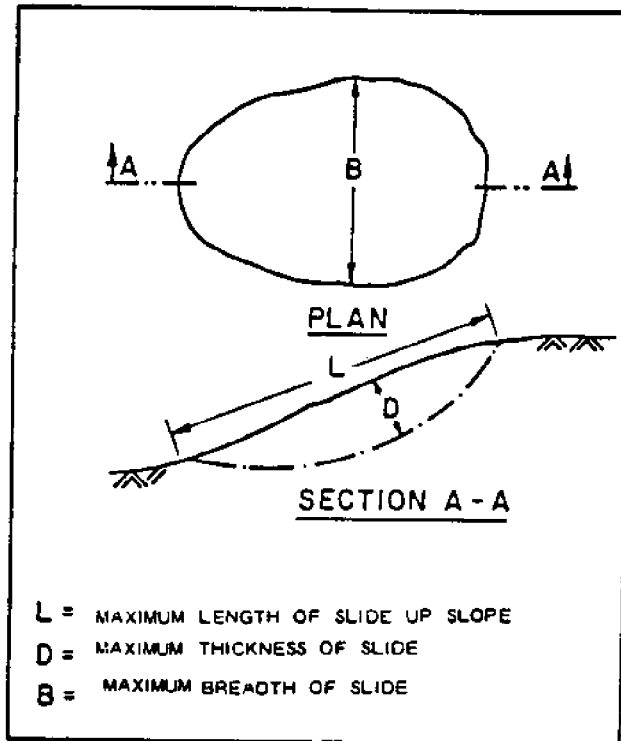 A B A
PLAN
L
D
SECTION A - A
L = MAXIMUM LENGTH OF SLIDE UP SLOPE
D = MAXIMUM THICKNESS OF SLIDE
B = MAXIMUM BREADTH OF SLIDE